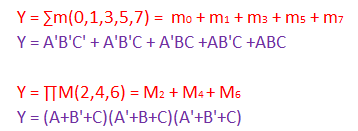 Y = ∑m(0,1,3,5,7) = m₀ + m₁ + m₃ + m₅ + m₇
Y = A'B'C' + A'B'C + A'BC +AB'C +ABC
Y = ∏M(2,4,6) = M₂ + M₄ + M₆
Y = (A+B'+C)(A'+B+C)(A'+B'+C)